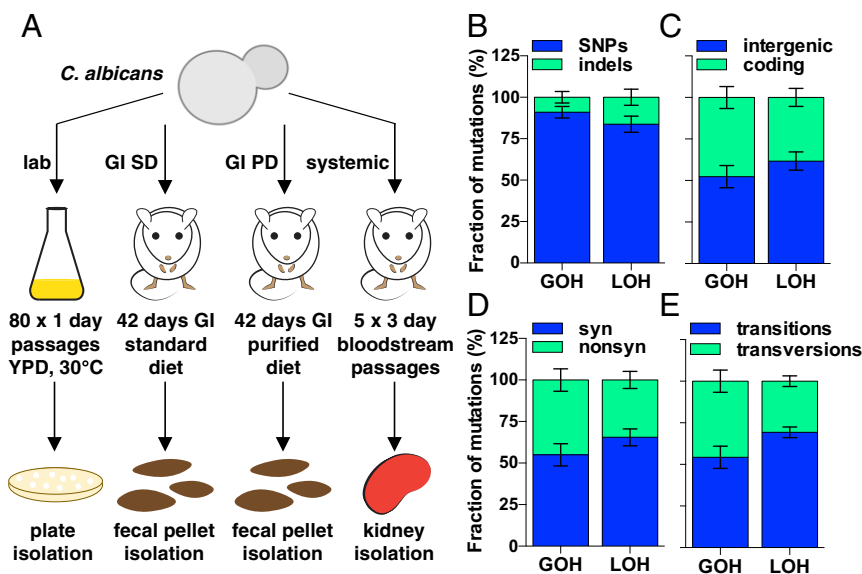 A
C. albicans
lab
GI SD
GI PD
systemic
80 x 1 day
passages
YPD, 30°C
42 days GI
standard
diet
42 days GI
purified
diet
5 x 3 day
bloodstream
passages
plate
isolation
fecal pellet
isolation
fecal pellet
isolation
kidney
isolation
B
SNPs
indels
Fraction of mutations (%)
125
100
75
50
25
0
GOH
LOH
C
intergenic
coding
GOH
LOH
D
syn
nonsyn
Fraction of mutations (%)
125
100
75
50
25
0
GOH
LOH
E
transitions
transversions
GOH
LOH